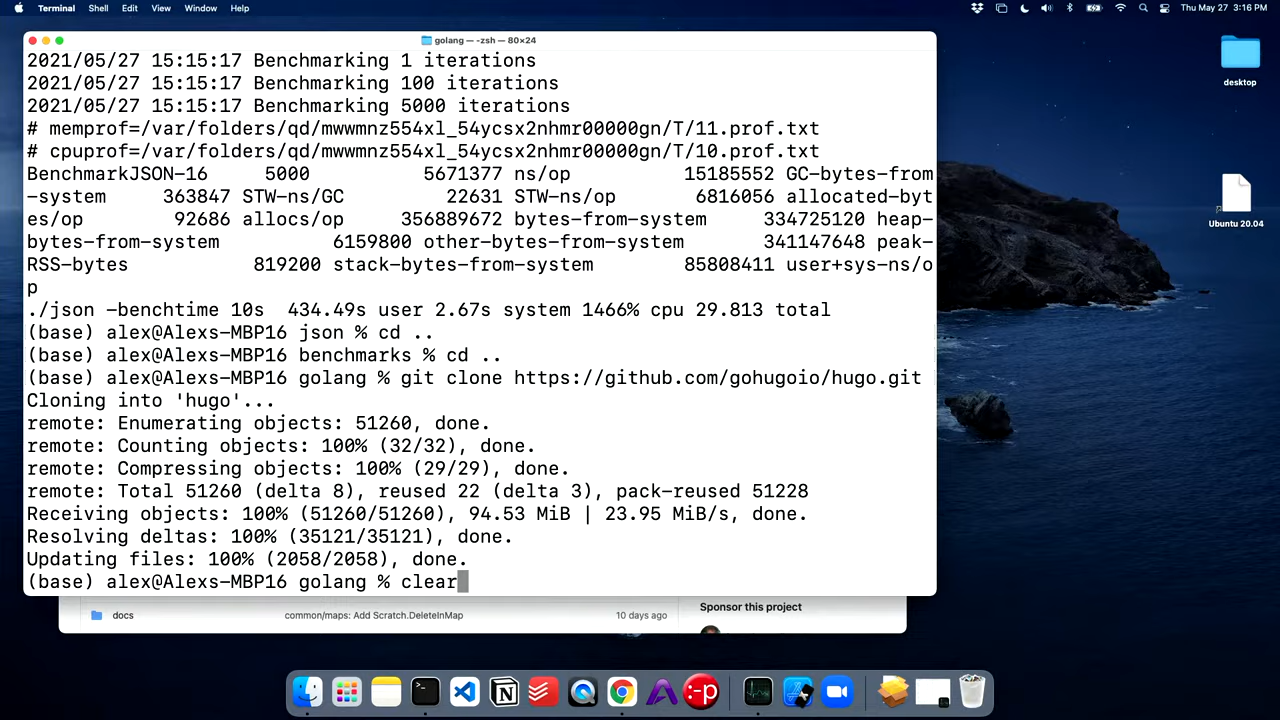 Terminal Shell Edit View Window Help Thu May 27 3:16 PM
golang — -zsh — 80×24
2021/05/27 15:15:17 Benchmarking 1 iterations
2021/05/27 15:15:17 Benchmarking 100 iterations
2021/05/27 15:15:17 Benchmarking 5000 iterations
# memprof=/var/folders/qd/mwwmnz554xl_54ycsx2nhmr00000gn/T/11.prof.txt
# cpuprof=/var/folders/qd/mwwmnz554xl_54ycsx2nhmr00000gn/T/10.prof.txt
BenchmarkJSON-16 5000 5671377 ns/op 15185552 GC-bytes-from
-system 363847 STW-ns/GC 22631 STW-ns/op 6816056 allocated-byt
es/op 92686 allocs/op 356889672 bytes-from-system 334725120 heap-
bytes-from-system 6159800 other-bytes-from-system 341147648 peak-
RSS-bytes 819200 stack-bytes-from-system 85808411 user+sys-ns/o
p
./json -benchtime 10s 434.49s user 2.67s system 1466% cpu 29.813 total
(base) alex@Alexs-MBP16 json % cd ..
(base) alex@Alexs-MBP16 benchmarks % cd ..
(base) alex@Alexs-MBP16 golang % git clone https://github.com/gohugoio/hugo.git
Cloning into 'hugo'...
remote: Enumerating objects: 51260, done.
remote: Counting objects: 100% (32/32), done.
remote: Compressing objects: 100% (29/29), done.
remote: Total 51260 (delta 8), reused 22 (delta 3), pack-reused 51228
Receiving objects: 100% (51260/51260), 94.53 MiB | 23.95 MiB/s, done.
Resolving deltas: 100% (35121/35121), done.
Updating files: 100% (2058/2058), done.
(base) alex@Alexs-MBP16 golang % clear
docs common/maps: Add Scratch.DeleteInMap 10 days ago
Sponsor this project
desktop
Ubuntu 20.04
:-p